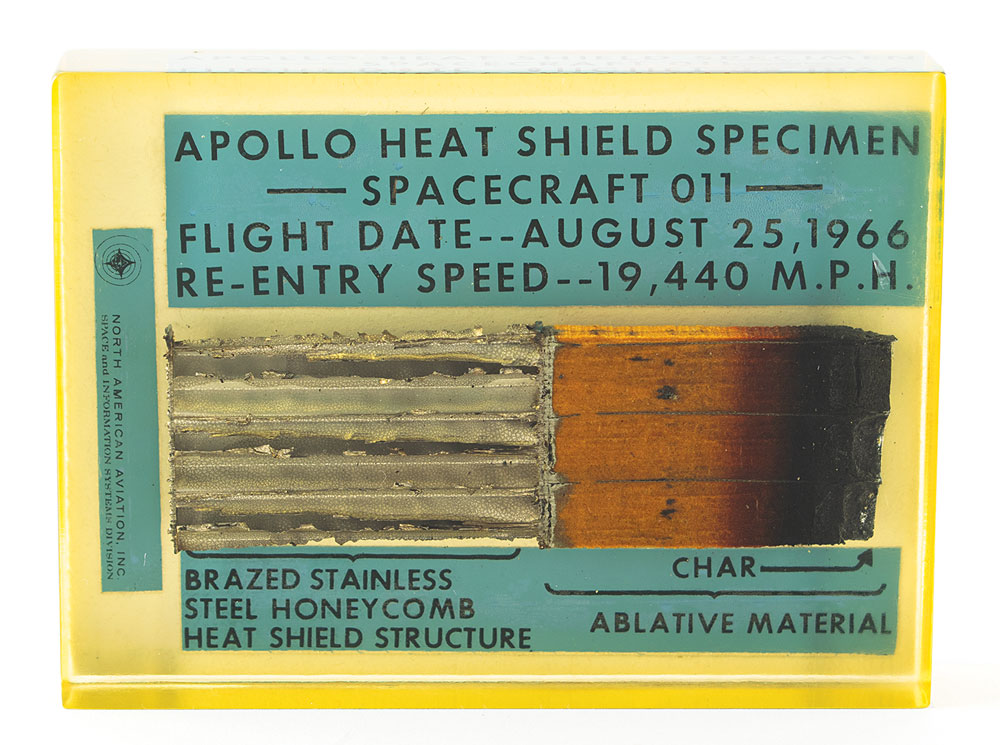 APOLLO HEAT SHIELD SPECIMEN
SPACECRAFT 011
FLIGHT DATE--AUGUST 25,1966
RE-ENTRY SPEED--19,440 M.P.H.
NORTH AMERICAN AVIATION, INC.
SPACE and INFORMATION SYSTEMS DIVISION
BRAZED STAINLESS
STEEL HONEYCOMB
HEAT SHIELD STRUCTURE
CHAR
ABLATIVE MATERIAL